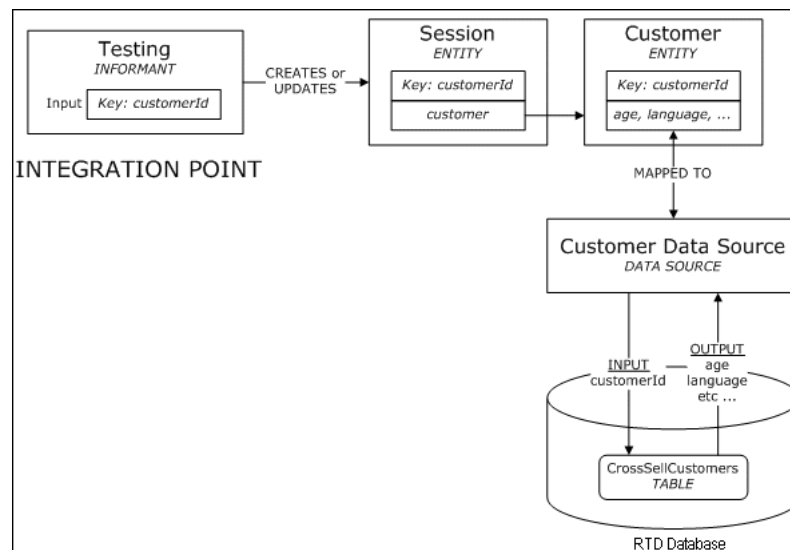 Testing
INFORMANT
Input
Key: customerId
CREATES or
UPDATES
Session
ENTITY
Key: customerId
customer
Customer
ENTITY
Key: customerId
age, language, ...
INTEGRATION POINT
MAPPED TO
Customer Data Source
DATA SOURCE
INPUT
customerId
OUTPUT
age
language
etc ...
CrossSellCustomers
TABLE
RTD Database